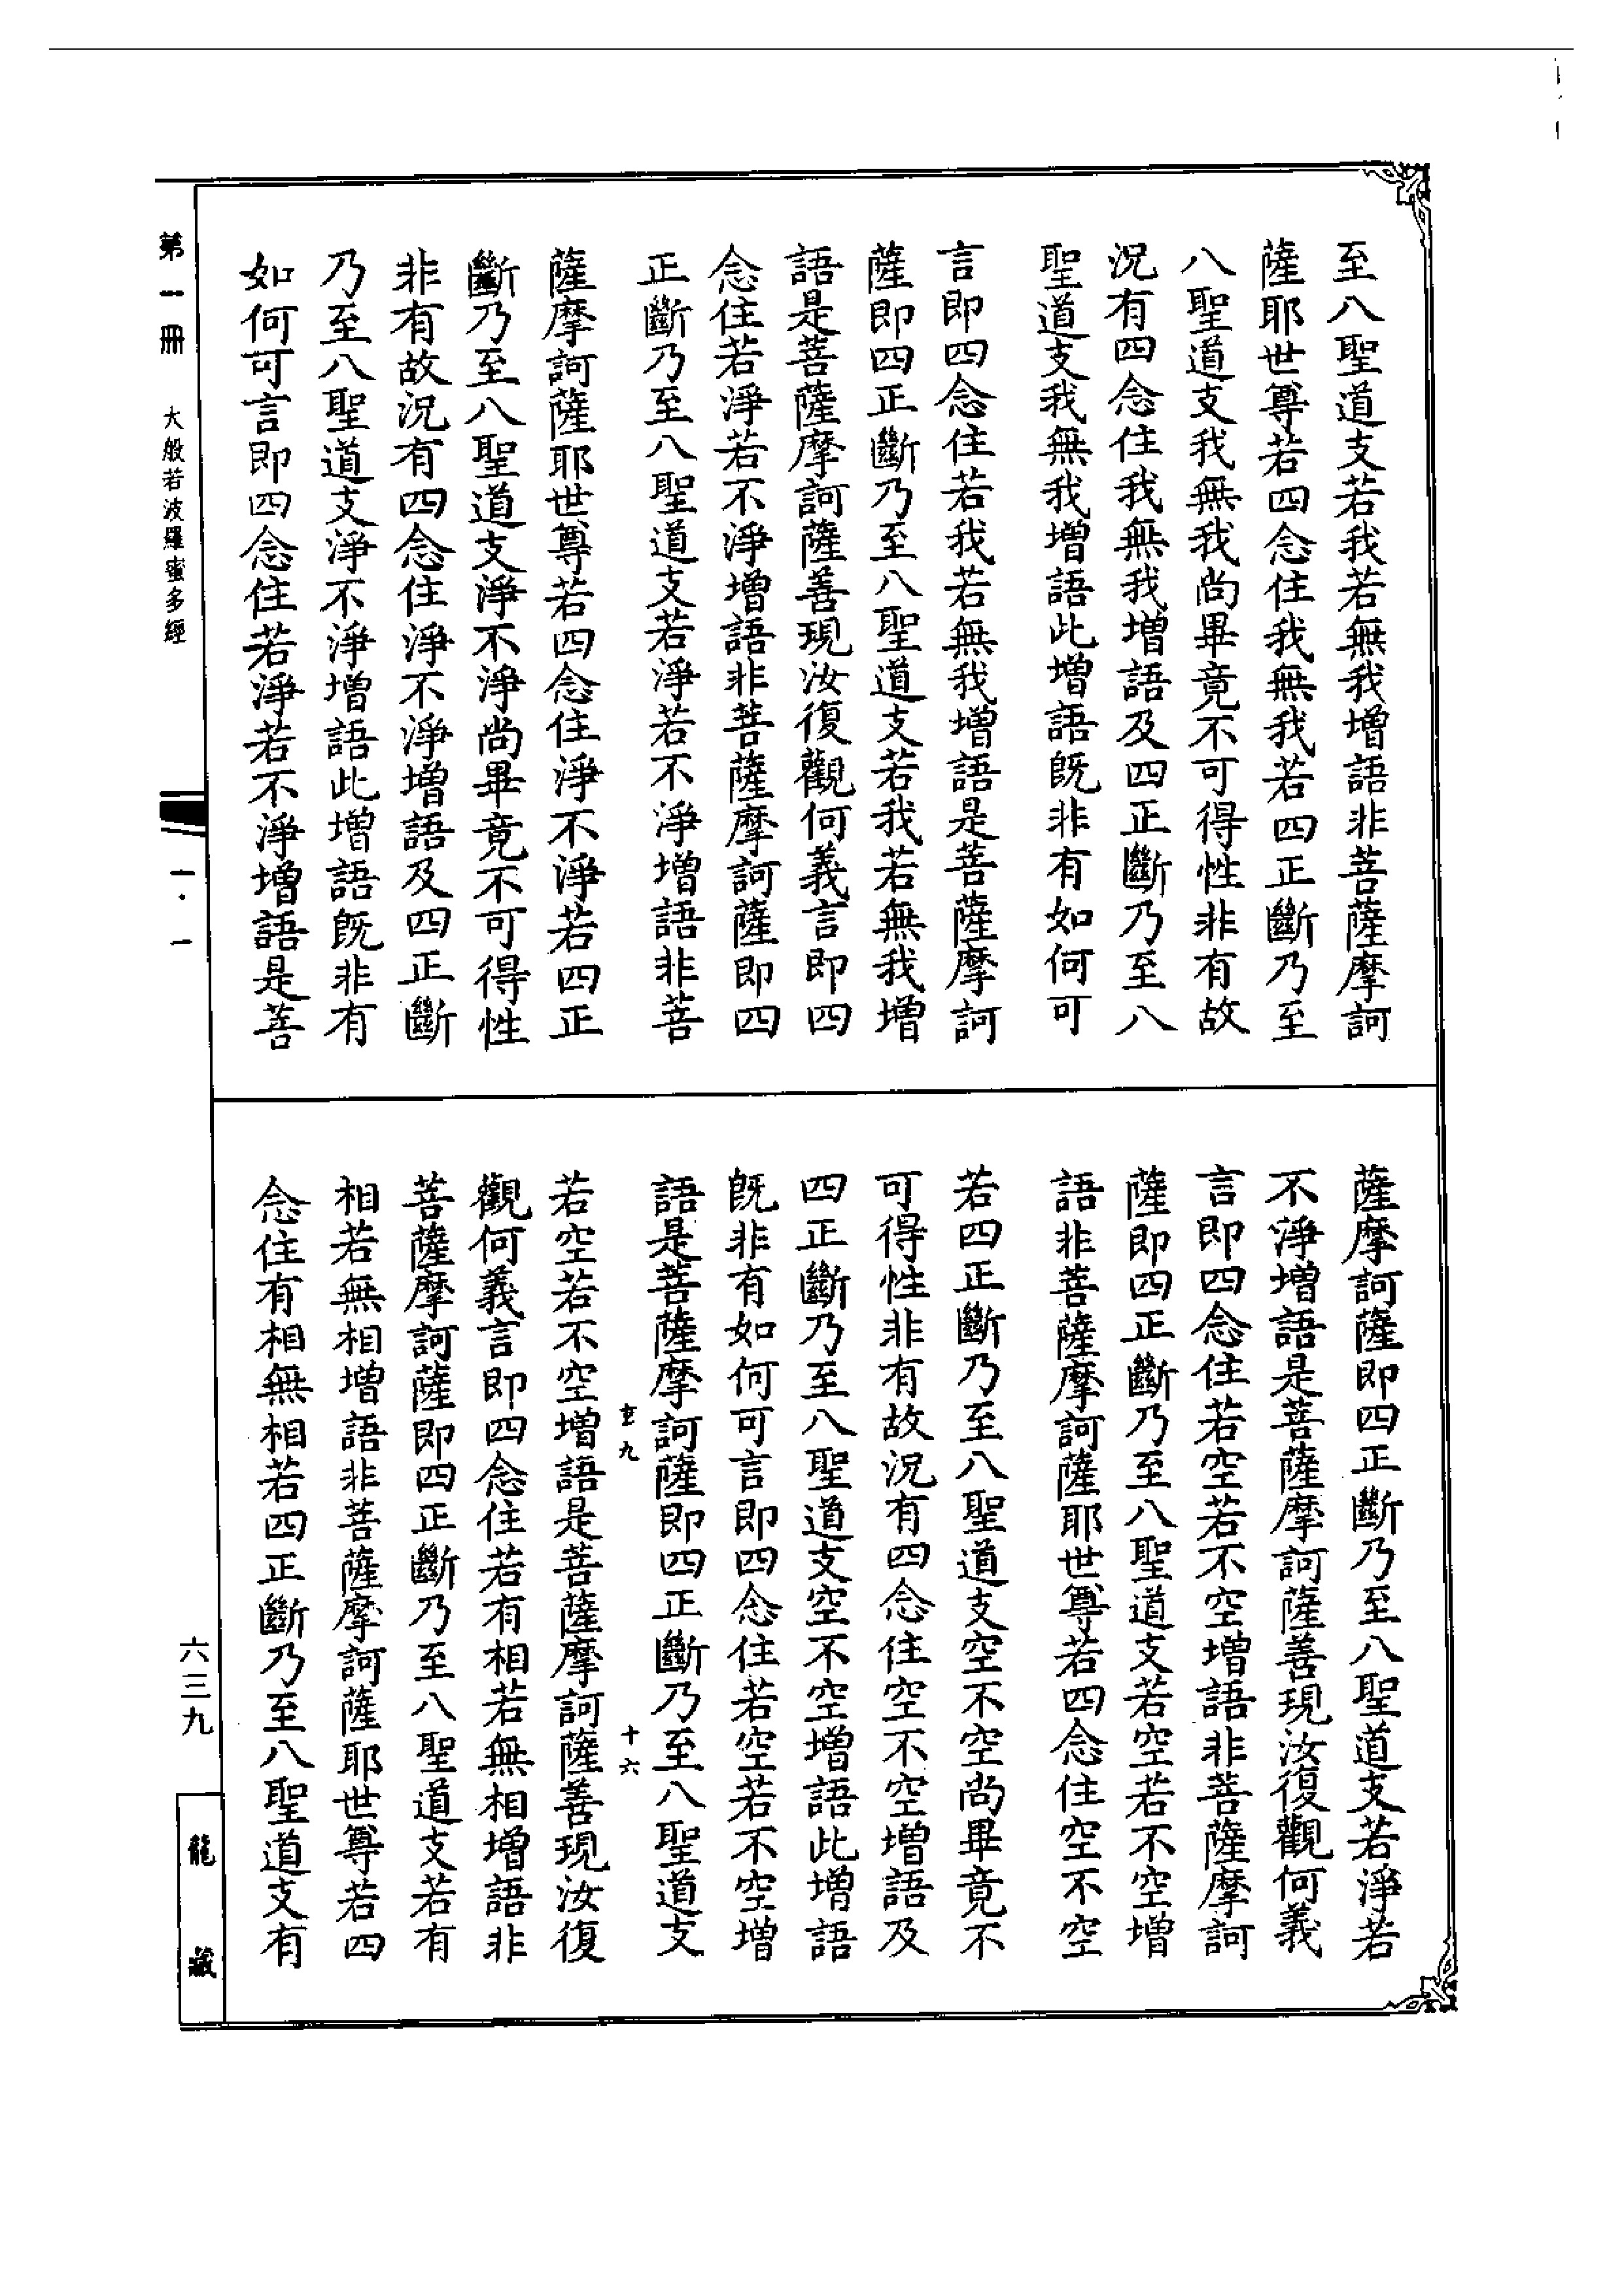 至八聖道支若我若無我增語非菩薩摩訶
薩耶世尊若四念住我無我若四正斷乃至
八聖道支我無我尚畢竟不可得性非有故
況有四念住我無我增語及四正斷乃至八
聖道支我無我增語此增語既非有如何可
言即四念住若我若無我增語是菩薩摩訶
薩即四正斷乃至八聖道支若我若無我增
語是菩薩摩訶薩善現汝復觀何義言即四
念住若淨若不淨增語非菩薩摩訶薩即四
正斷乃至八聖道支若淨若不淨增語非菩
薩摩訶薩耶世尊若四念住淨不淨若四正
斷乃至八聖道支淨不淨尚畢竟不可得性
非有故況有四念住淨不淨增語及四正斷
乃至八聖道支淨不淨增語此增語既非有
如何可言即四念住若淨若不淨增語是菩
薩摩訶薩即四正斷乃至八聖道支若淨若
不淨增語是菩薩摩訶薩善現汝復觀何義
言即四念住若空若不空增語非菩薩摩訶
薩即四正斷乃至八聖道支若空若不空增
語非菩薩摩訶薩耶世尊若四念住空不空
若四正斷乃至八聖道支空不空尚畢竟不
可得性非有故況有四念住空不空增語及
四正斷乃至八聖道支空不空增語此增語
既非有如何可言即四念住若空若不空增
語是菩薩摩訶薩即四正斷乃至八聖道支
玄九 十六
若空若不空增語是菩薩摩訶薩善現汝復
觀何義言即四念住若有相若無相增語非
菩薩摩訶薩即四正斷乃至八聖道支若有
相若無相增語非菩薩摩訶薩耶世尊若四
念住有相無相若四正斷乃至八聖道支有
第一冊 大般若波羅蜜多經 一·一
六三九
龍藏